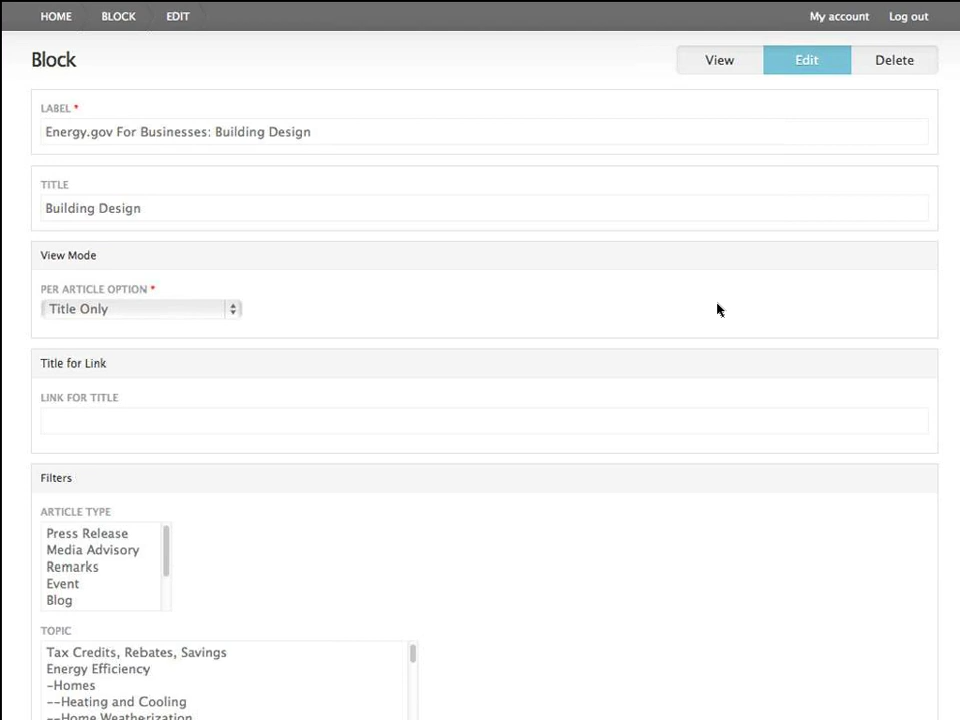 HOME BLOCK EDIT My account Log out
Block
View Edit Delete
LABEL *
Energy.gov For Businesses: Building Design
TITLE
Building Design
View Mode
PER ARTICLE OPTION *
Title Only
Title for Link
LINK FOR TITLE
Filters
ARTICLE TYPE
Press Release
Media Advisory
Remarks
Event
Blog
TOPIC
Tax Credits, Rebates, Savings
Energy Efficiency
-Homes
--Heating and Cooling
--Home Weatherization